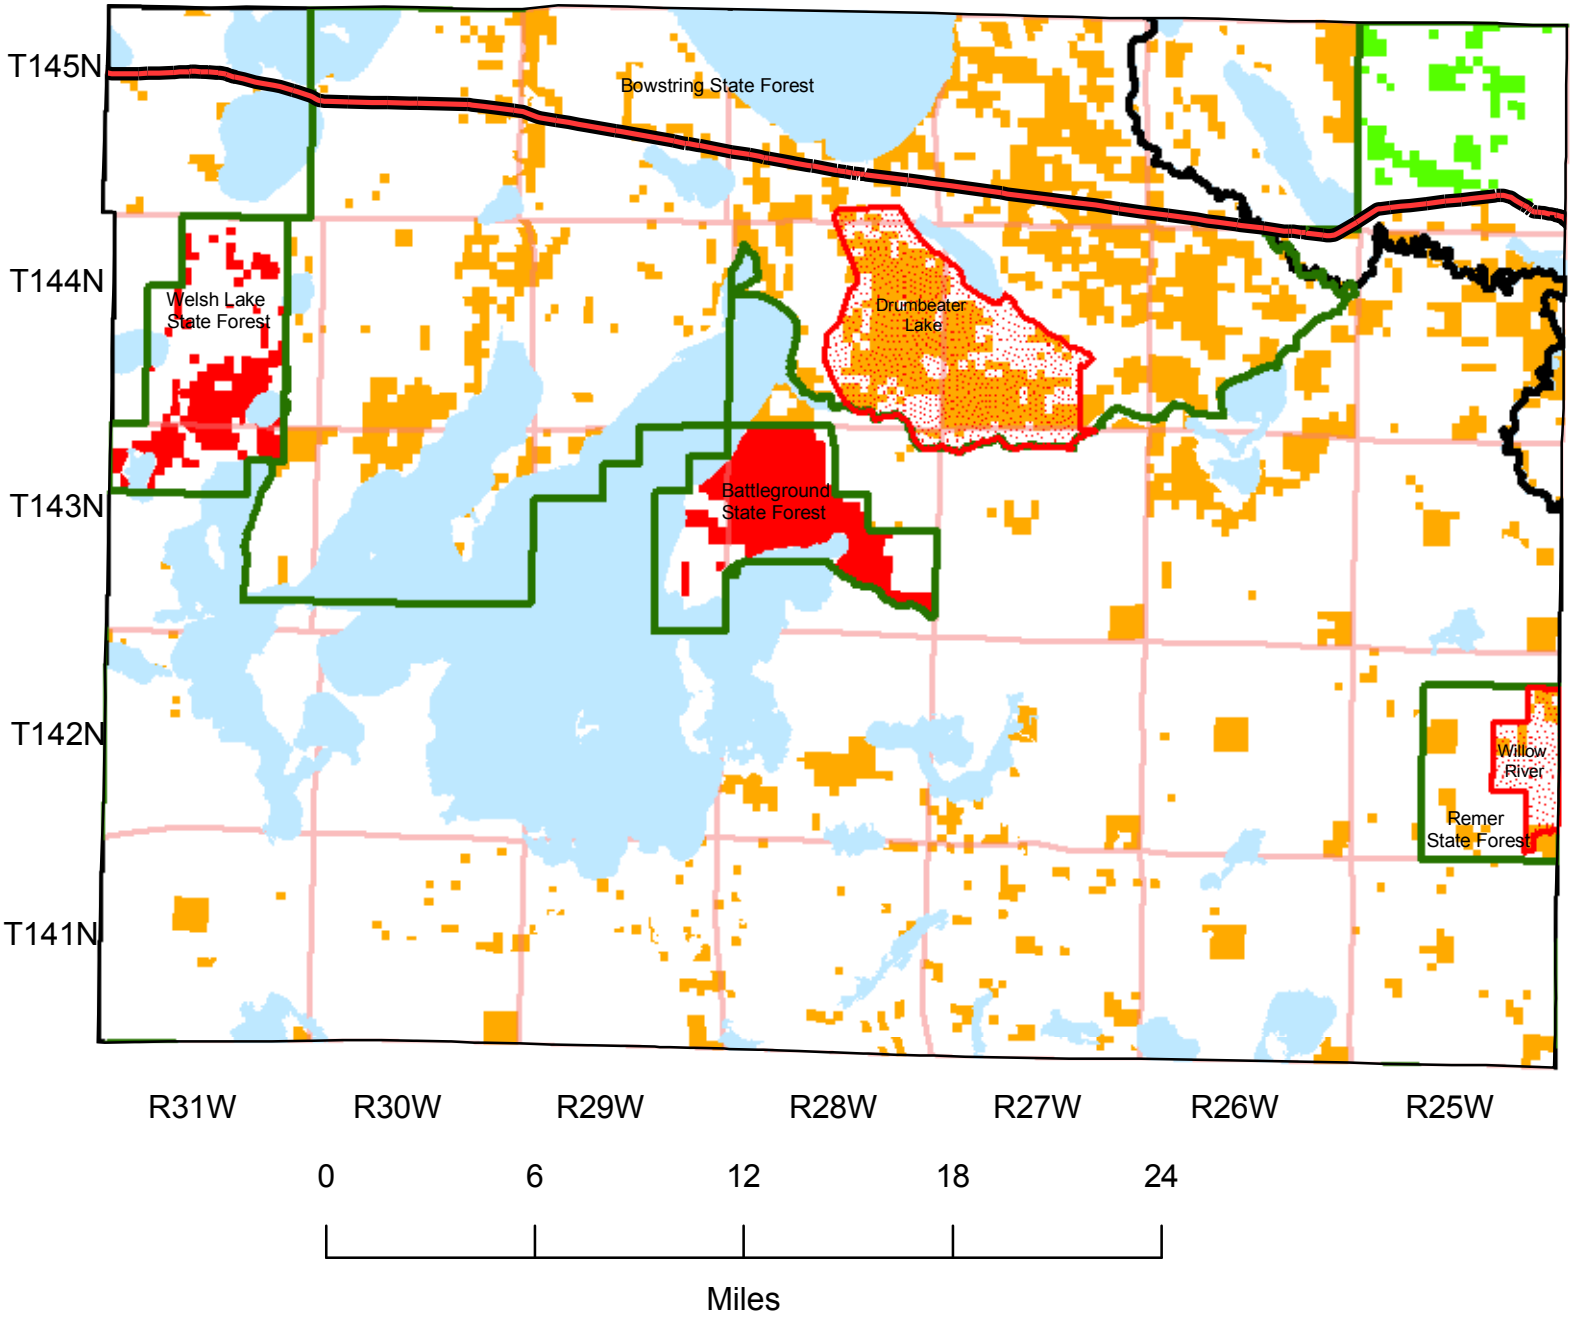 T145N
Bowstring State Forest
T144N
Welsh Lake
State Forest
Drumbeater
Lake
T143N
Battleground
State Forest
T142N
Willow
River
Remer
State Forest
T141N
R31W R30W R29W R28W R27W R26W R25W
0 6 12 18 24
Miles